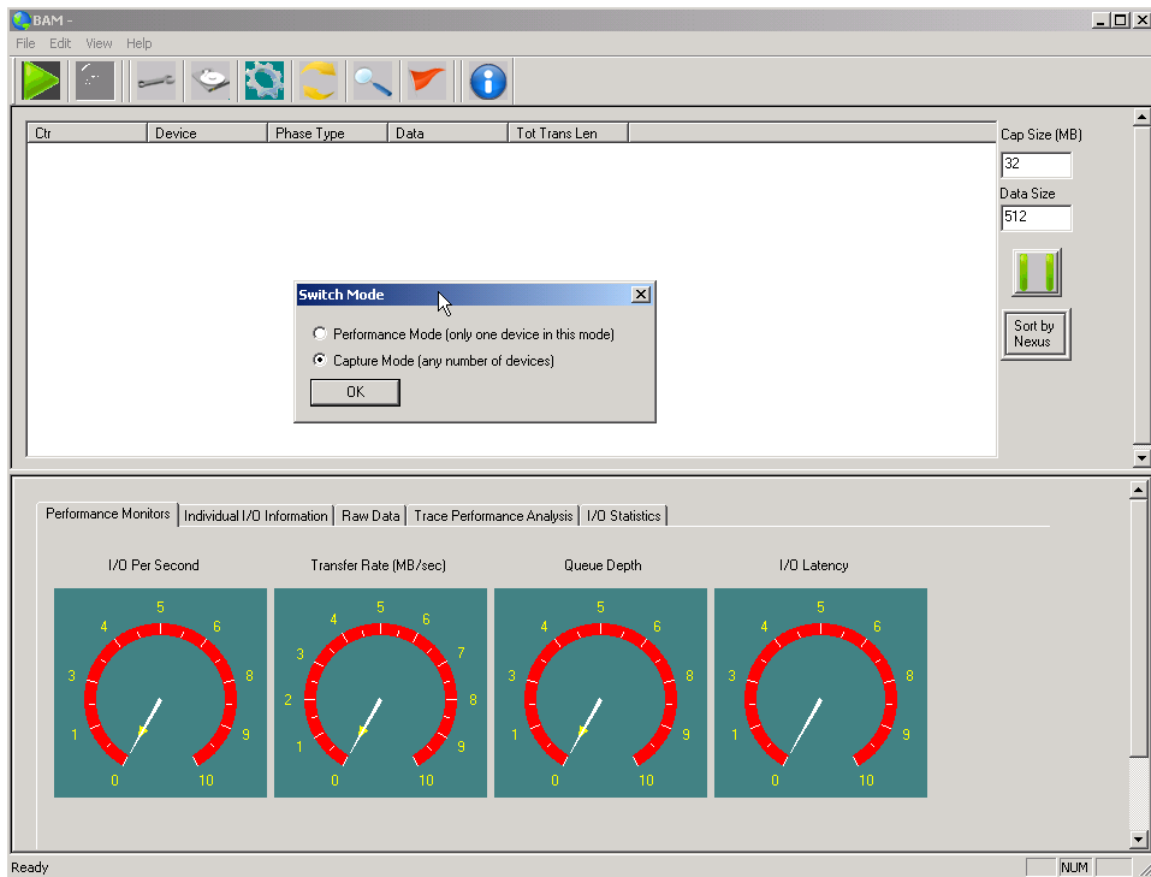 BAM -
File Edit View Help
Ctr Device Phase Type Data Tot Trans Len
Cap Size (MB)
32
Data Size
512
Sort by
Nexus
Switch Mode
Performance Mode (only one device in this mode)
Capture Mode (any number of devices)
OK
Performance Monitors Individual I/O Information Raw Data Trace Performance Analysis I/O Statistics
I/O Per Second Transfer Rate (MB/sec) Queue Depth I/O Latency
0 1 3 4 5 6 8 9 10
0 1 2 3 4 5 6 7 8 9 10
0 1 3 4 5 6 8 9 10
0 1 3 4 5 6 8 9 10
Ready NUM